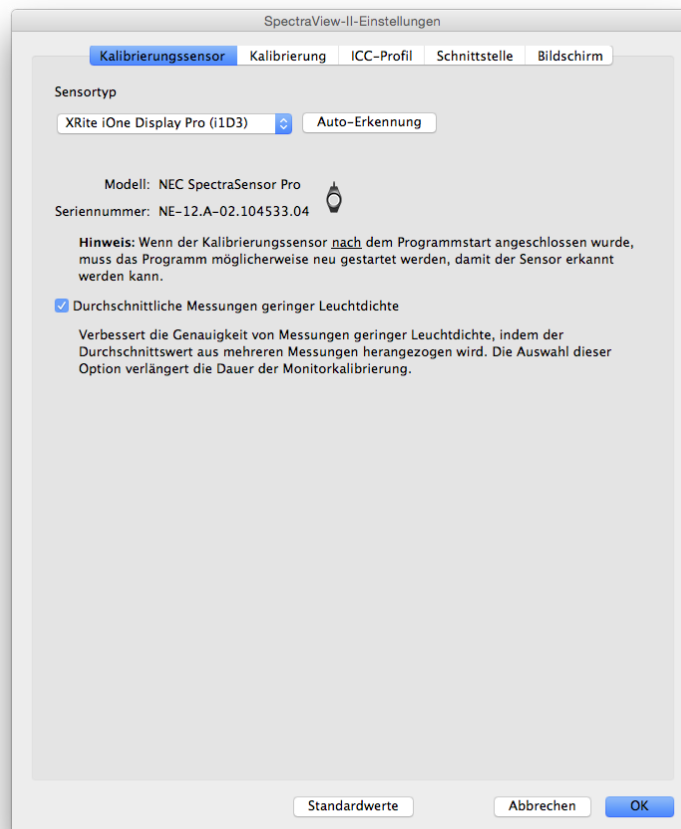 SpectraView-II-Einstellungen
Kalibrierungssensor Kalibrierung ICC-Profil Schnittstelle Bildschirm
Sensortyp
XRite iOne Display Pro (i1D3) Auto-Erkennung
Modell: NEC SpectraSensor Pro
Seriennummer: NE-12.A-02.104533.04
Hinweis: Wenn der Kalibrierungssensor nach dem Programmstart angeschlossen wurde,
muss das Programm möglicherweise neu gestartet werden, damit der Sensor erkannt
werden kann.
Durchschnittliche Messungen geringer Leuchtdichte
Verbessert die Genauigkeit von Messungen geringer Leuchtdichte, indem der
Durchschnittswert aus mehreren Messungen herangezogen wird. Die Auswahl dieser
Option verlängert die Dauer der Monitorkalibrierung.
Standardwerte Abbrechen OK